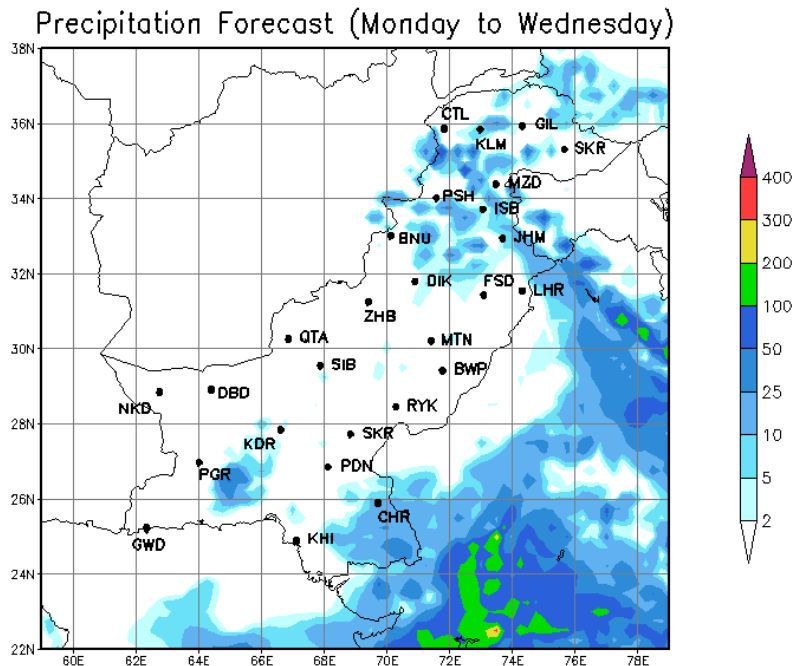 Precipitation Forecast (Monday to Wednesday)
38N
36N
34N
32N
30N
28N
26N
24N
22N
CTL
KLM
GIL
SKR
MZD
PSH
ISB
BNU
JHM
DIK
FSD
LHR
ZHB
QTA
MTN
SIB
BWP
NKD
DBD
RYK
KDR
SKR
PGR
PDN
CHR
GWD
KHI
60E 62E 64E 66E 68E 70E 72E 74E 76E 78E
400
300
200
100
50
25
10
5
2